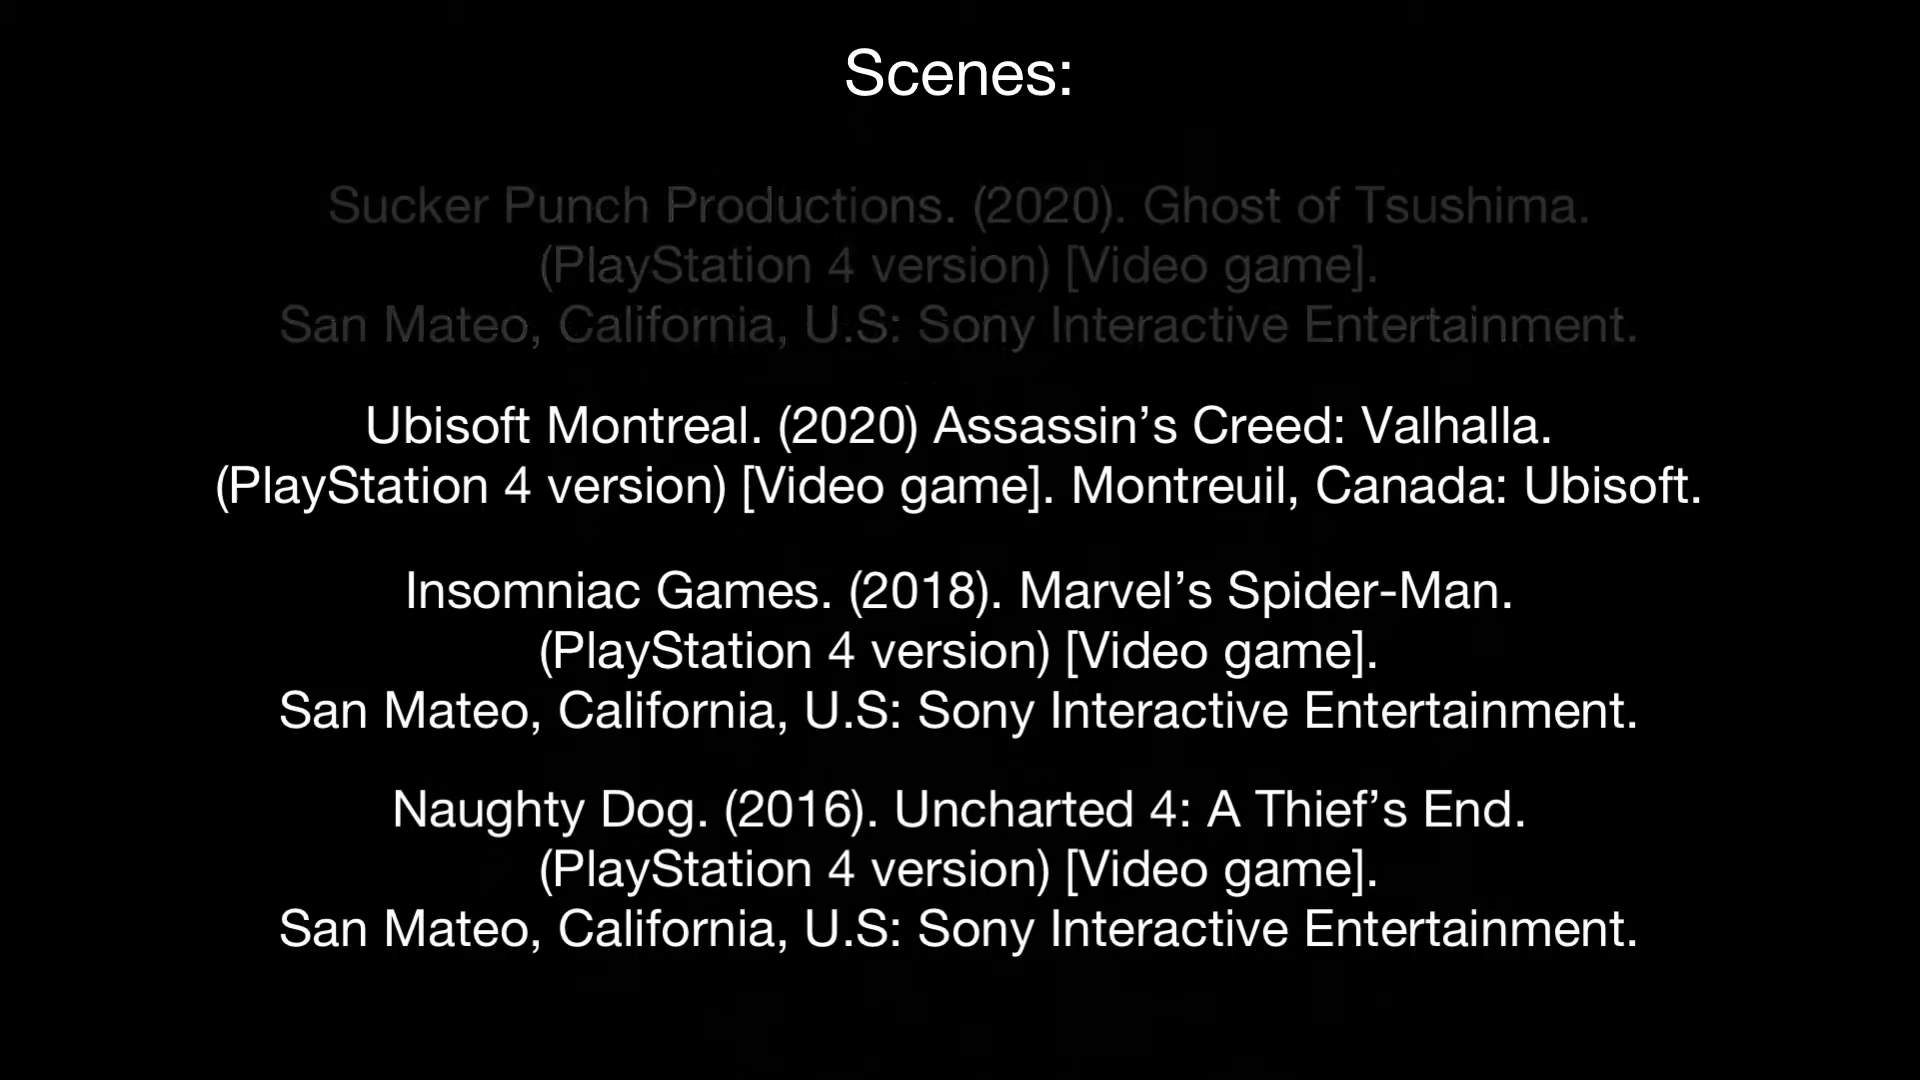 Scenes:
Sucker Punch Productions. (2020). Ghost of Tsushima.
(PlayStation 4 version) [Video game].
San Mateo, California, U.S: Sony Interactive Entertainment.
Ubisoft Montreal. (2020) Assassin’s Creed: Valhalla.
(PlayStation 4 version) [Video game]. Montreuil, Canada: Ubisoft.
Insomniac Games. (2018). Marvel’s Spider-Man.
(PlayStation 4 version) [Video game].
San Mateo, California, U.S: Sony Interactive Entertainment.
Naughty Dog. (2016). Uncharted 4: A Thief’s End.
(PlayStation 4 version) [Video game].
San Mateo, California, U.S: Sony Interactive Entertainment.